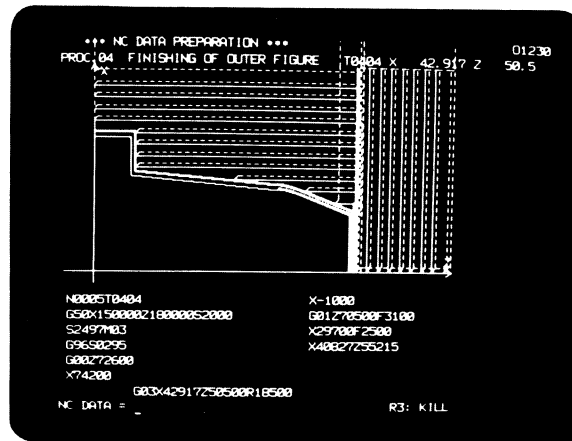 *** NC DATA PREPARATION ***
O1230
PROC 04 FINISHING OF OUTER FIGURE T0404 X 42.917 Z 50.5
X
N0005T0404
G50X150000Z180000S2000
S2497M03
G96S0295
G00Z72600
X74200
X-1000
G01Z70500F3100
X29700F2500
X40827Z55215
G03X42917Z50500R18500
NC DATA = _
R3: KILL